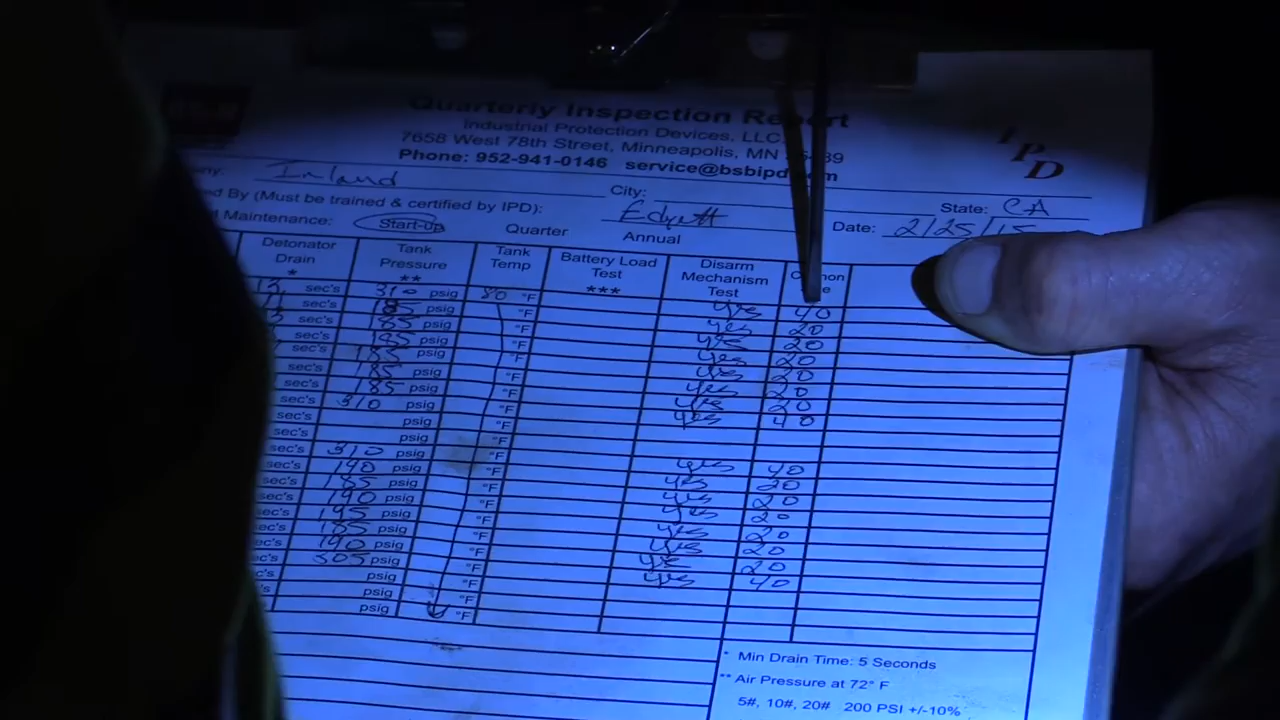 Quarterly Inspection Report
Industrial Protection Devices, LLC
7658 West 78th Street, Minneapolis, MN
Phone: 952-941-0146 service@bsbipd.com
IPD
Inland
City: State: CA
By (Must be trained & certified by IPD): Date: 2/25/15
Maintenance: Start-up Quarter Annual
Detonator Drain * Tank Pressure ** Tank Temp Battery Load Test *** Disarm Mechanism Test
sec's 310 psig 80 °F yes 40
sec's 185 psig °F yes 20
sec's 185 psig °F yes 20
sec's 185 psig °F yes 20
sec's 185 psig °F yes 20
sec's 185 psig °F yes 20
sec's 185 psig °F yes 20
sec's 310 psig °F yes 40
sec's psig °F
sec's psig °F
sec's 310 psig °F yes 40
sec's 190 psig °F yes 20
sec's 185 psig °F yes 20
sec's 190 psig °F yes 20
sec's 195 psig °F yes 20
sec's 185 psig °F yes 20
sec's 190 psig °F yes 20
305 psig °F yes 40
psig °F
psig °F
* Min Drain Time: 5 Seconds
** Air Pressure at 72° F
5#, 10#, 20# 200 PSI +/-10%